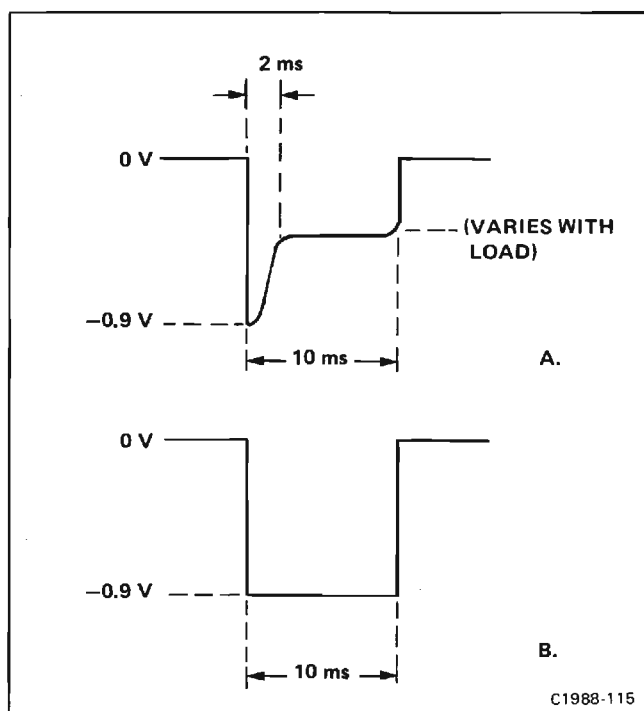 2 ms
0 V
(VARIES WITH
LOAD)
−0.9 V
10 ms
A.
0 V
−0.9 V
B.
10 ms
C1988-115